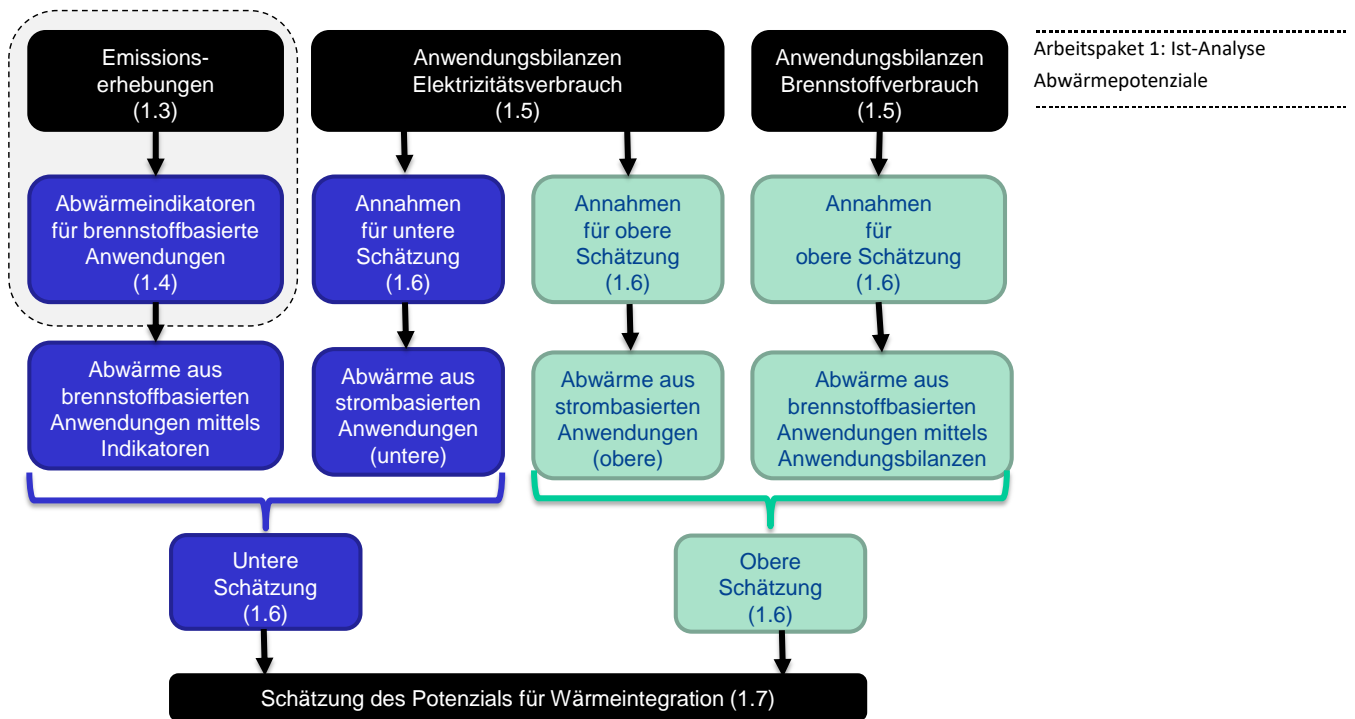 Emissions-
erhebungen
(1.3)
Anwendungsbilanzen
Elektrizitätsverbrauch
(1.5)
Anwendungsbilanzen
Brennstoffverbrauch
(1.5)
Arbeitspaket 1: Ist-Analyse
Abwärmepotenziale
Abwärmeindikatoren
für brennstoffbasierte
Anwendungen
(1.4)
Annahmen
für untere
Schätzung
(1.6)
Annahmen
für obere
Schätzung
(1.6)
Annahmen
für
obere Schätzung
(1.6)
Abwärme aus
brennstoffbasierten
Anwendungen mittels
Indikatoren
Abwärme aus
strombasierten
Anwendungen
(untere)
Abwärme aus
strombasierten
Anwendungen
(obere)
Abwärme aus
brennstoffbasierten
Anwendungen mittels
Anwendungsbilanzen
Untere
Schätzung
(1.6)
Obere
Schätzung
(1.6)
Schätzung des Potenzials für Wärmeintegration (1.7)